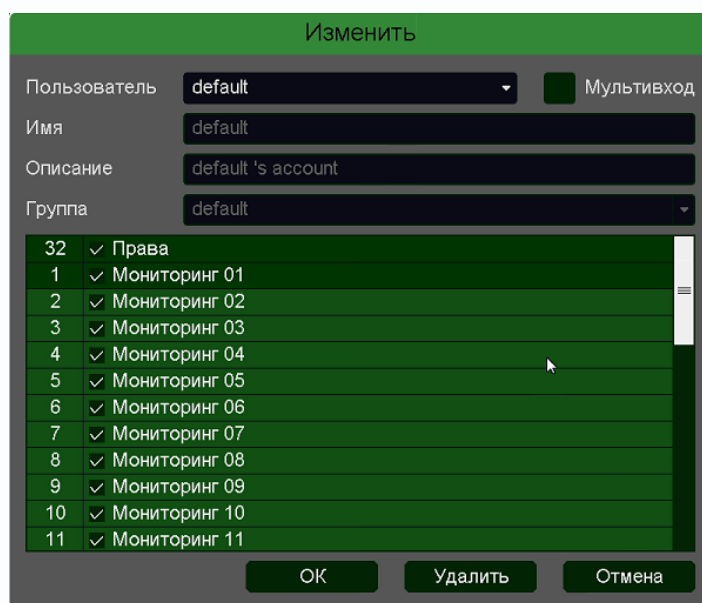 Изменить
Пользователь default Мультивход
Имя default
Описание default 's account
Группа default
32 Права
1 Мониторинг 01
2 Мониторинг 02
3 Мониторинг 03
4 Мониторинг 04
5 Мониторинг 05
6 Мониторинг 06
7 Мониторинг 07
8 Мониторинг 08
9 Мониторинг 09
10 Мониторинг 10
11 Мониторинг 11
ОК Удалить Отмена